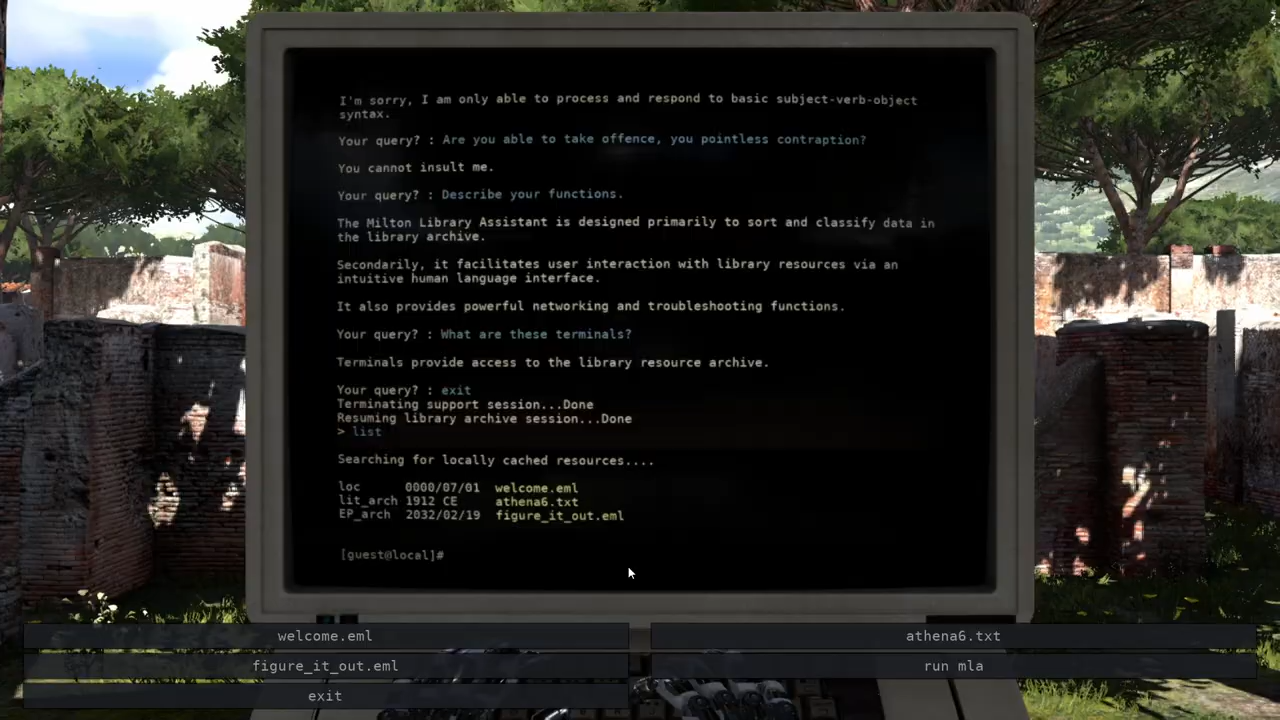 I'm sorry, I am only able to process and respond to basic subject-verb-object
syntax.
Your query? : Are you able to take offence, you pointless contraption?
You cannot insult me.
Your query? : Describe your functions.
The Milton Library Assistant is designed primarily to sort and classify data in
the library archive.
Secondarily, it facilitates user interaction with library resources via an
intuitive human language interface.
It also provides powerful networking and troubleshooting functions.
Your query? : What are these terminals?
Terminals provide access to the library resource archive.
Your query? : exit
Terminating support session...Done
Resuming library archive session...Done
> list
Searching for locally cached resources....
loc 0000/07/01 welcome.eml
lit_arch 1912 CE athena6.txt
EP_arch 2032/02/19 figure_it_out.eml
[guest@local]#
welcome.eml
athena6.txt
figure_it_out.eml
run mla
exit